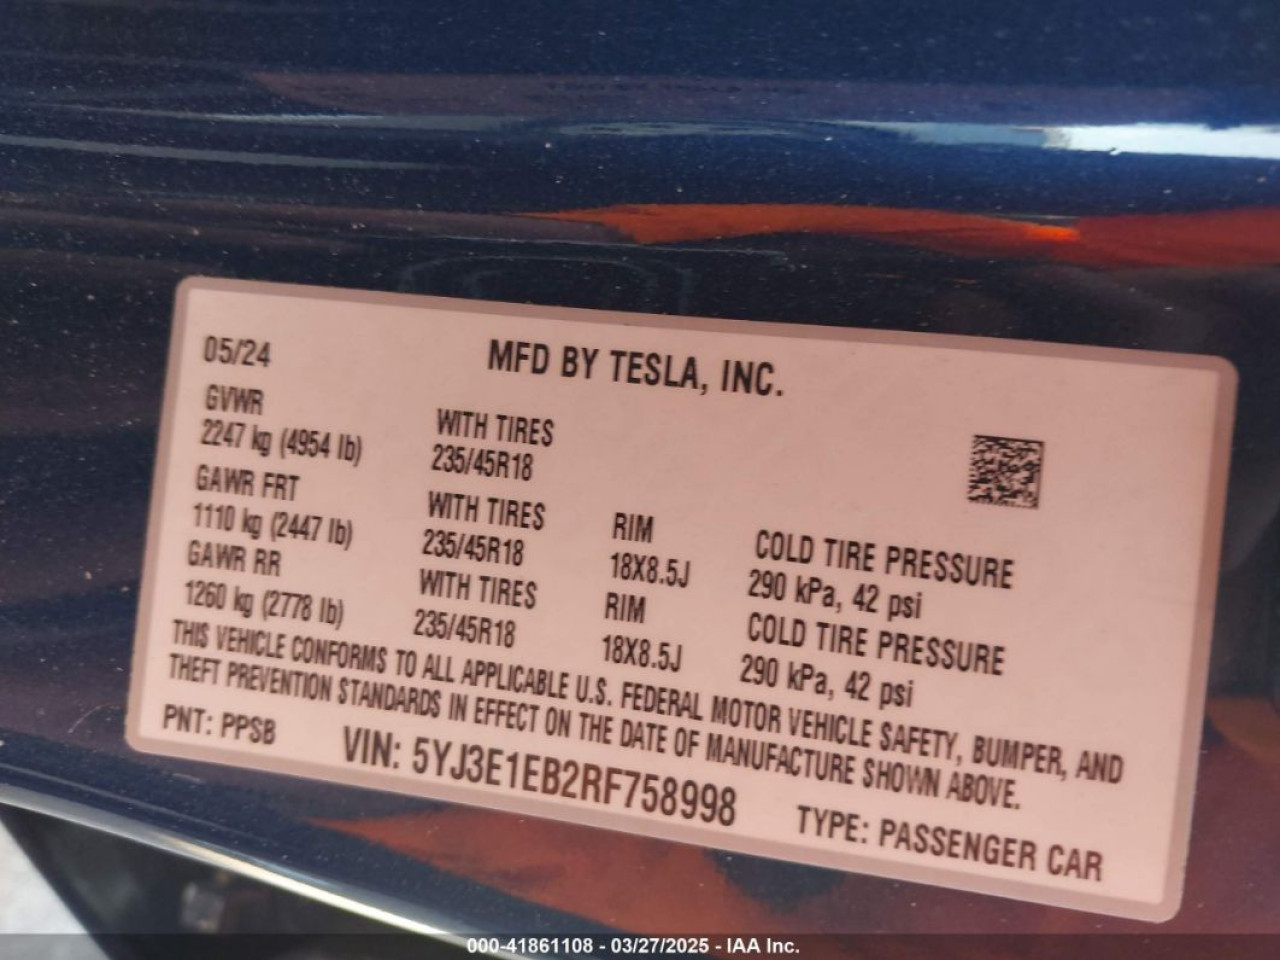 05/24
MFD BY TESLA, INC.
GVWR
2247 kg (4954 lb)
WITH TIRES
235/45R18
GAWR FRT
1110 kg (2447 lb)
WITH TIRES
235/45R18
RIM
18X8.5J
COLD TIRE PRESSURE
290 kPa, 42 psi
GAWR RR
1260 kg (2778 lb)
WITH TIRES
235/45R18
RIM
18X8.5J
COLD TIRE PRESSURE
290 kPa, 42 psi
THIS VEHICLE CONFORMS TO ALL APPLICABLE U.S. FEDERAL MOTOR VEHICLE SAFETY, BUMPER, AND
THEFT PREVENTION STANDARDS IN EFFECT ON THE DATE OF MANUFACTURE SHOWN ABOVE.
PNT: PPSB
VIN: 5YJ3E1EB2RF758998
TYPE: PASSENGER CAR
000-41861108 - 03/27/2025 - IAA Inc.